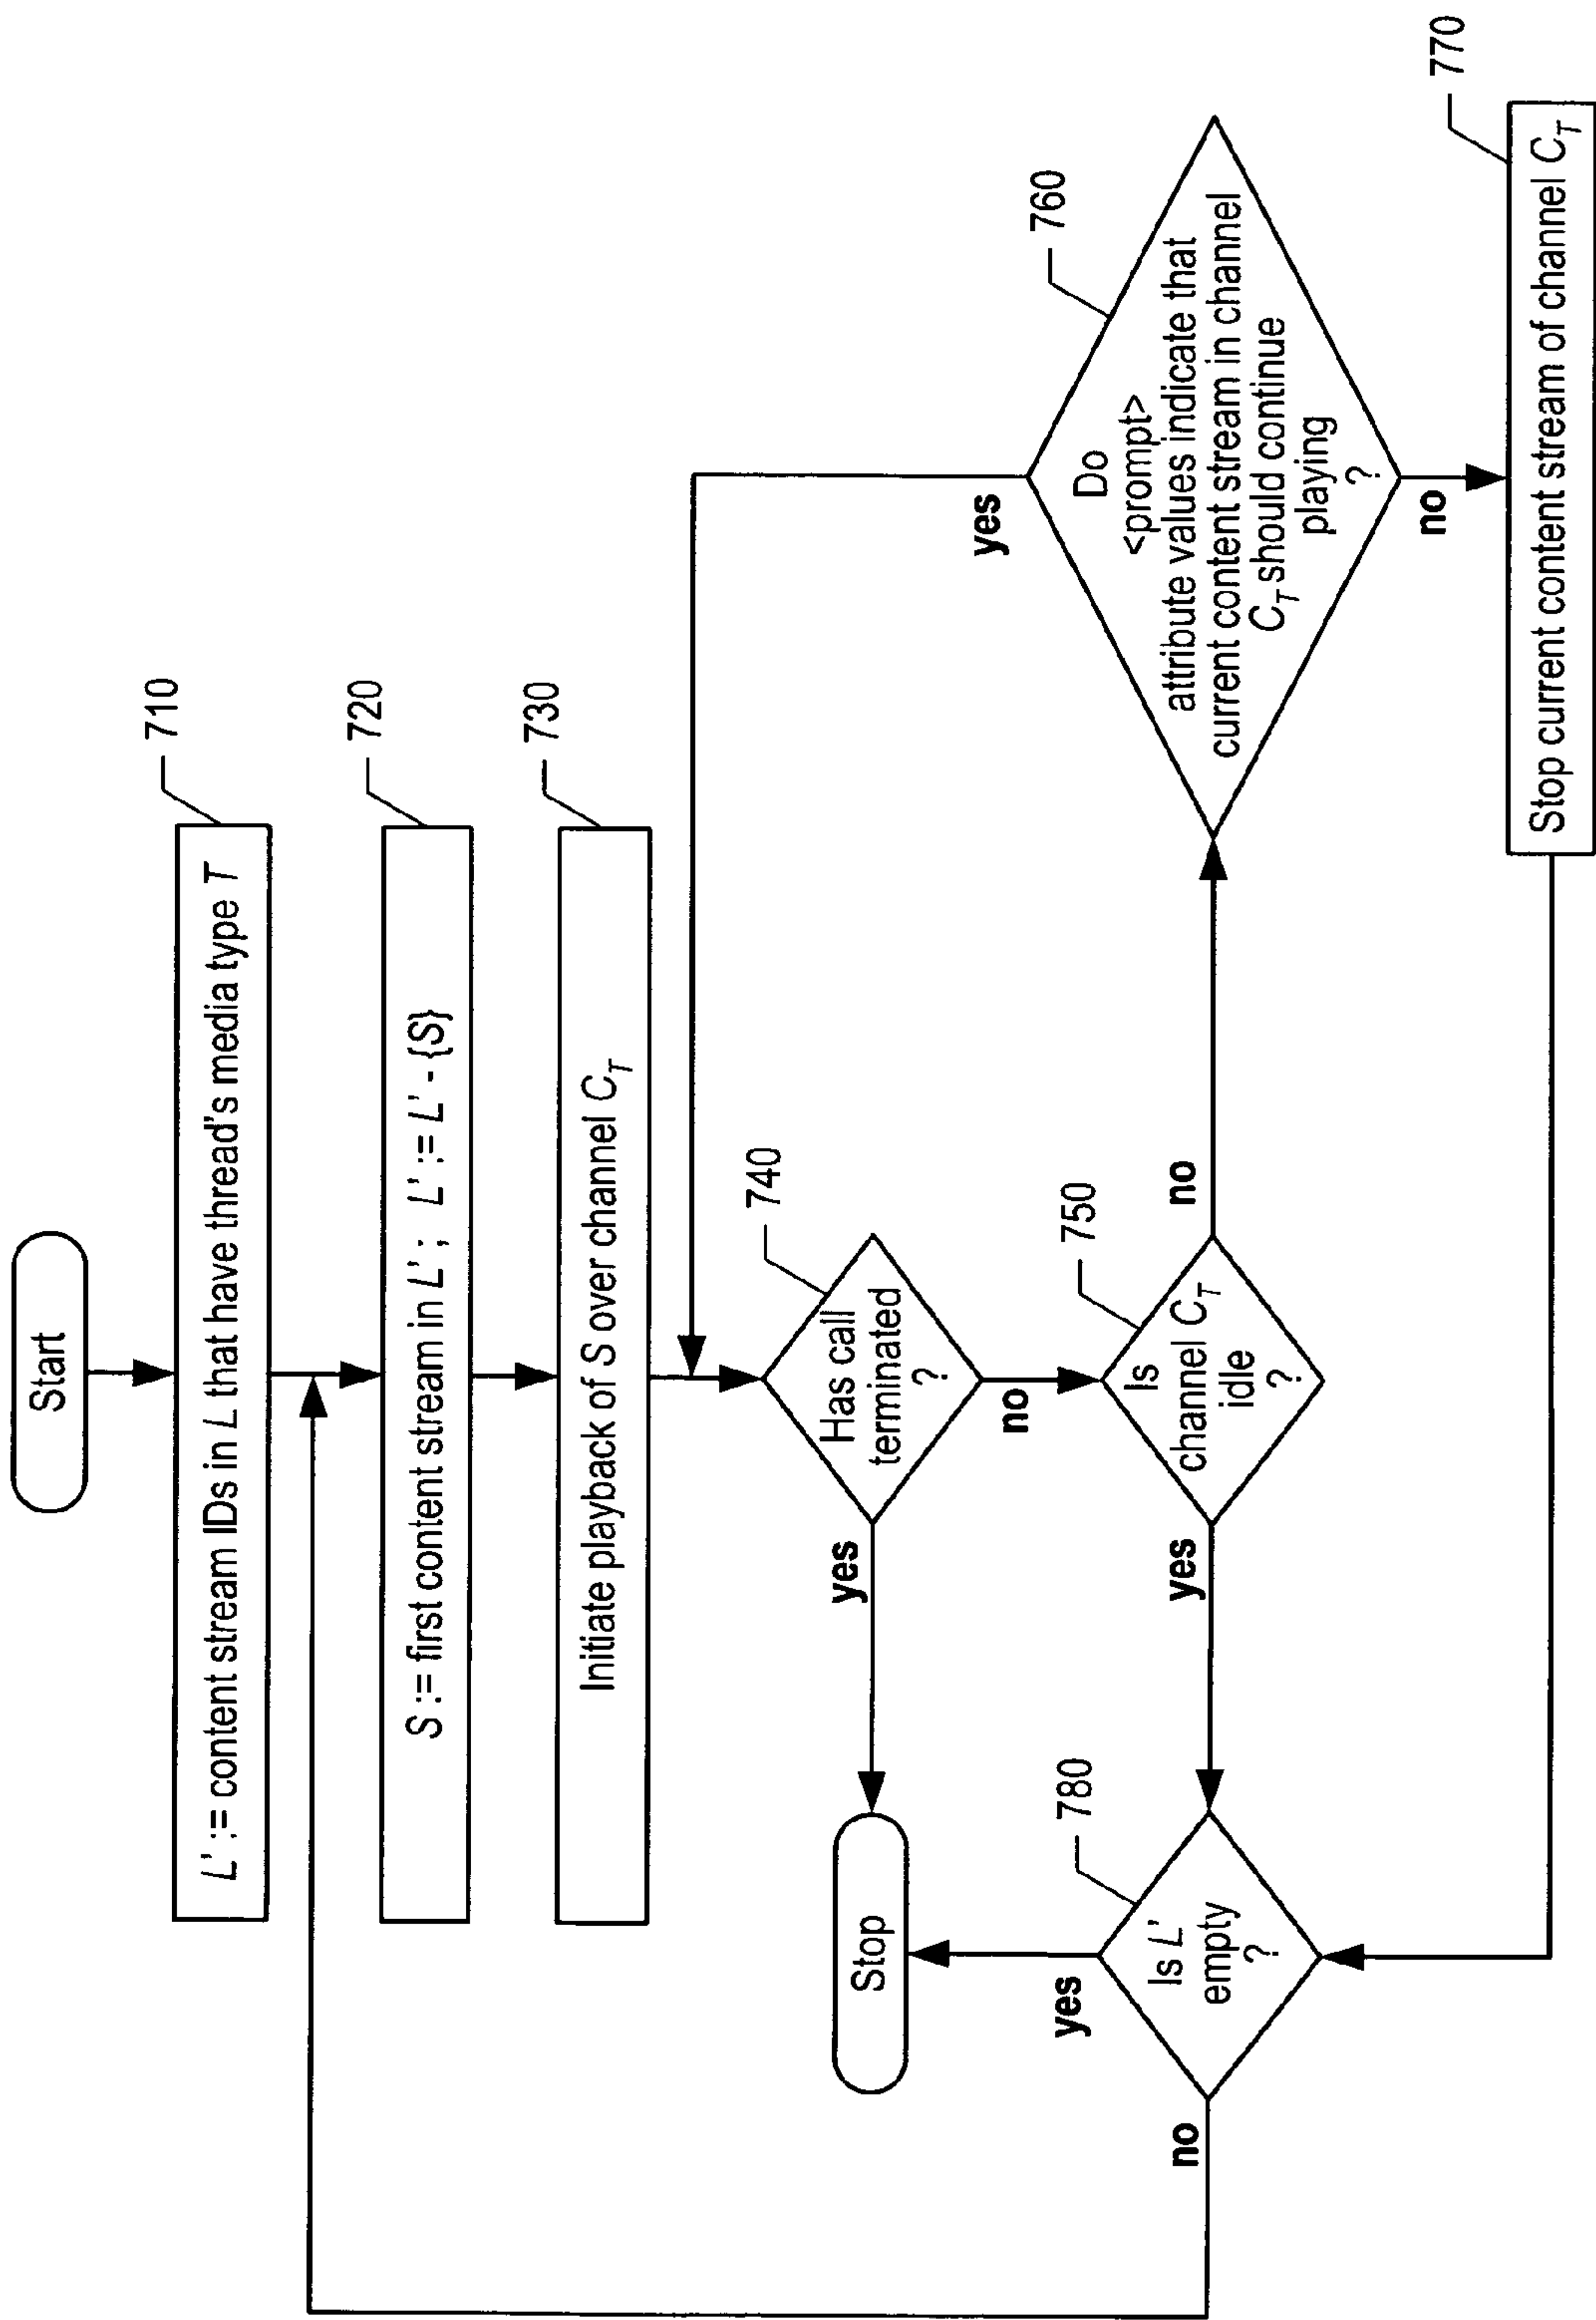 Start
710
L' := content stream IDs in L that have thread's media type T
720
S := first content stream in L' ; L' := L' - {S}
730
Initiate playback of S over channel C_T
740
Has call
terminated
?
yes
no
Stop
750
Is
channel C_T
idle
?
yes
no
760
Do
<prompt>
attribute values indicate that
current content stream in channel
C_T should continue
playing
?
yes
no
770
Stop current content stream of channel C_T
780
Is L'
empty
?
yes
no